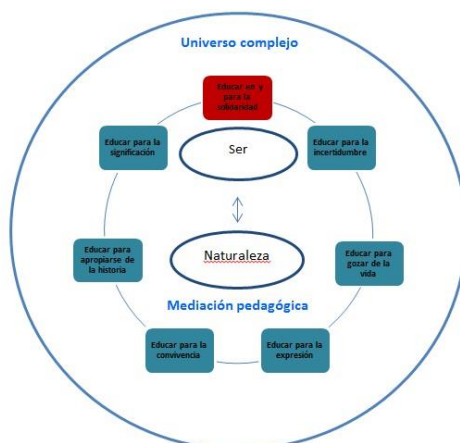 Universo complejo
Educar en y
para la
solidaridad
Educar para la
significación
Ser
Educar para la
incertidumbre
Educar para
apropiarse de
la historia
Naturaleza
Educar para
gozar de la
vida
Mediación pedagógica
Educar para la
convivencia
Educar para la
expresión